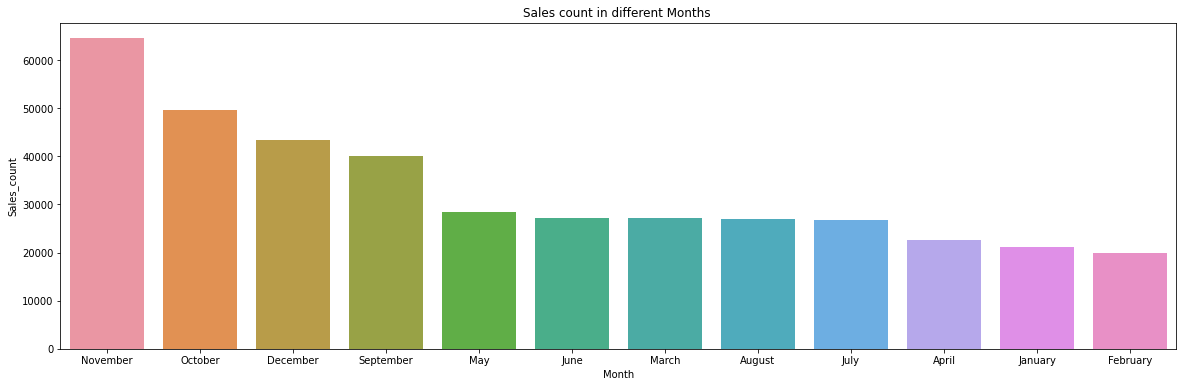 Sales count in different Months
Sales_count
60000
50000
40000
30000
20000
10000
0
November October December September May June March August July April January February
Month